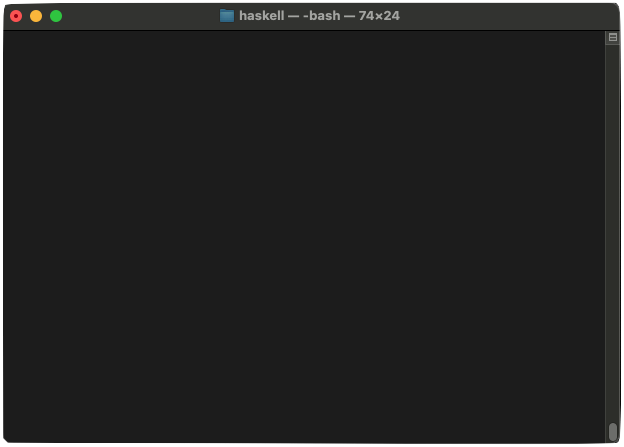 haskell — -bash — 74×24